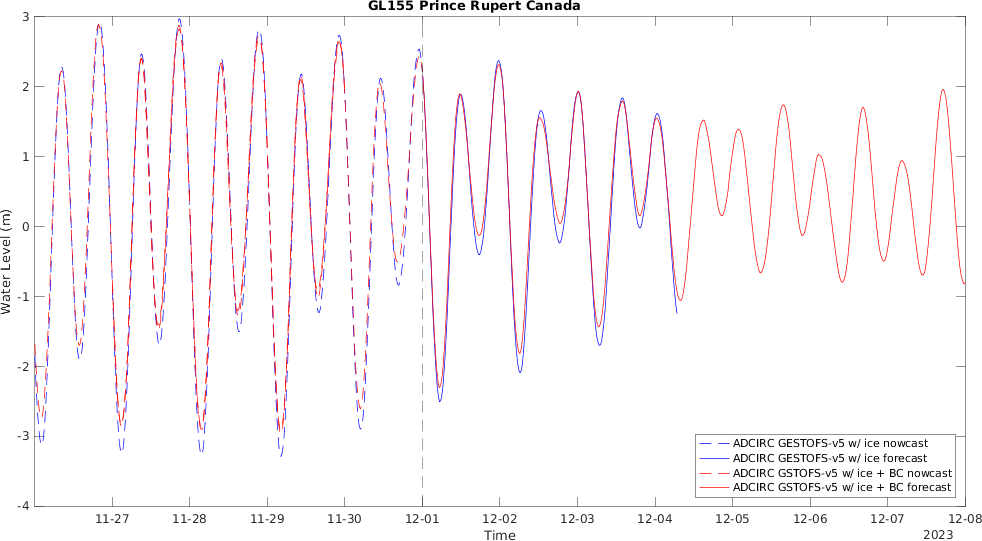 GL155 Prince Rupert Canada
3
2
1
0
-1
-2
-3
-4
Water Level (m)
ADCIRC GESTOFS-v5 w/ ice nowcast
ADCIRC GESTOFS-v5 w/ ice forecast
ADCIRC GSTOFS-v5 w/ ice + BC nowcast
ADCIRC GSTOFS-v5 w/ ice + BC forecast
11-27 11-28 11-29 11-30 12-01 12-02 12-03 12-04 12-05 12-06 12-07 12-08
Time
2023